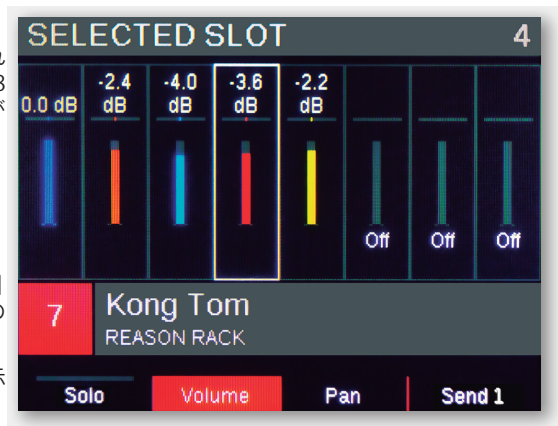 SELECTED SLOT 4
0.0 dB -2.4 dB -4.0 dB -3.6 dB -2.2 dB
Off Off Off
7 Kong Tom
REASON RACK
Solo Volume Pan Send 1